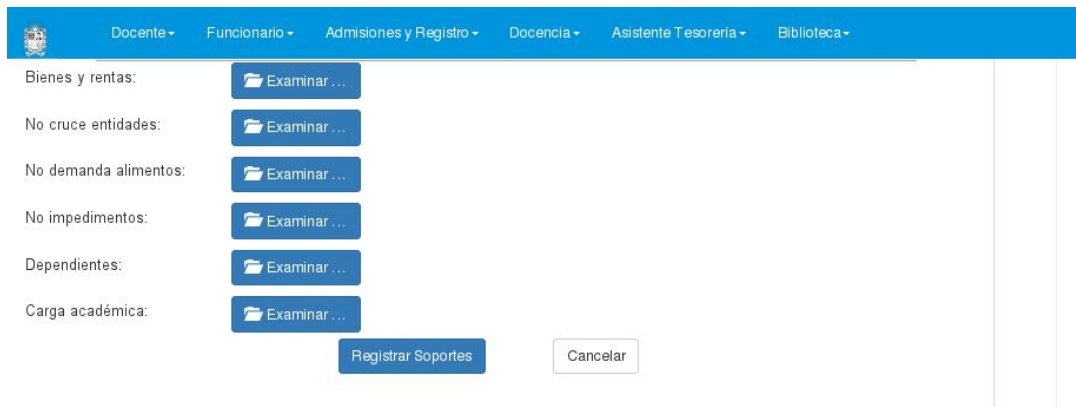 Docente Funcionario Admisiones y Registro Docencia Asistente Tesorería Biblioteca
Bienes y rentas: Examinar ...
No cruce entidades: Examinar ...
No demanda alimentos: Examinar ...
No impedimentos: Examinar ...
Dependientes: Examinar ...
Carga académica: Examinar ...
Registrar Soportes Cancelar